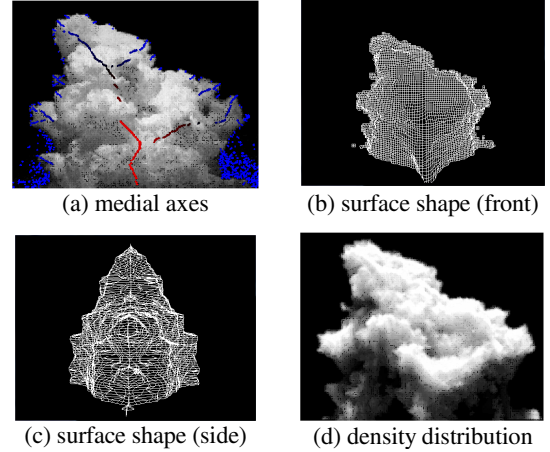 (a) medial axes
(b) surface shape (front)
(c) surface shape (side)
(d) density distribution